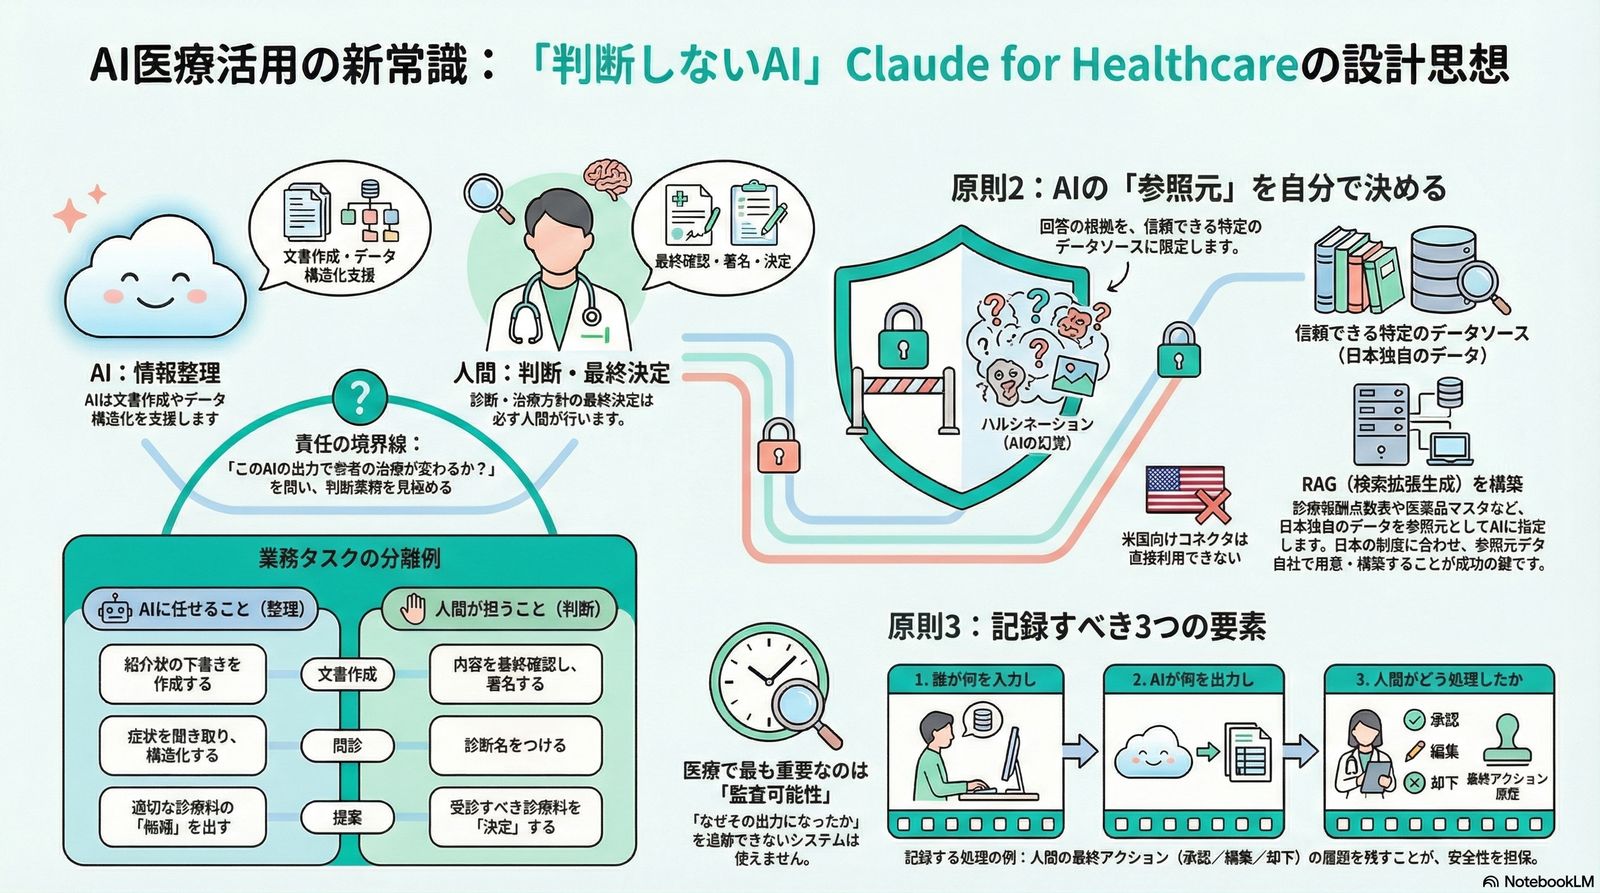 AI医療活用の新常識：「判断しないAI」Claude for Healthcareの設計思想
文書作成・データ
構造化支援
AI：情報整理
AIは文書作成やデータ
構造化を支援します
最終確認・署名・決定
人間：判断・最終決定
診断・治療方針の最終決定は
必す人間が行います。
?
責任の境界線：
「このAIの出力で患者の治療が変わるか？」
を問い、判断業務を見極める
業務タスクの分離例
AIに任せること（整理）
人間が担うこと（判断）
紹介状の下書きを
作成する
文書作成
内容を最終確認し、
署名する
症状を聞き取り、
構造化する
問診
診断名をつける
適切な診療科の
「　　」を出す
提案
受診すべき診療科を
「決定」する
原則2：AIの「参照元」を自分で決める
回答の根拠を、信頼できる特定の
データソースに限定します。
? ? ? ? ?
ハルシネーション
（AIの幻覚）
信頼できる特定のデータソース
（日本独自のデータ）
米国向けコネクタは
直接利用できない
RAG（検索拡張生成）を構築
診療報酬点数表や医薬品マスタなど、
日本独自のデータを参照元としてAIに指定
します。日本の制度に合わせ、参照元デタ
自社で用意・構築することが成功の鍵です。
医療で最も重要なのは
「監査可能性」
「なぜその出力になったか」
を追跡できないシステムは
使えません。
原則3：記録すべき3つの要素
1. 誰が何を入力し
2. AIが何を出力し
3. 人間がどう処理したか
承認
編集
却下
最終アクション
原症
記録する処理の例：人間の最終アクション（承認／編集／却下）の履題を残すことが、安全性を担保。
NotebookLM